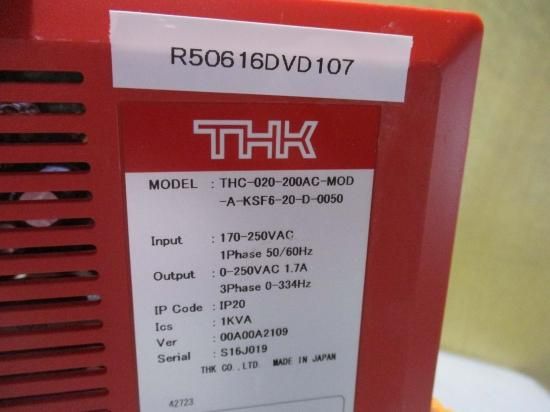 R50616DVD107
THK
MODEL : THC-020-200AC-MOD
-A-KSF6-20-D-0050
Input : 170-250VAC
1Phase 50/60Hz
Output : 0-250VAC 1.7A
3Phase 0-334Hz
IP Code : IP20
Ics : 1KVA
Ver : 00A00A2109
Serial : S16J019
THK CO., LTD. MADE IN JAPAN
42723